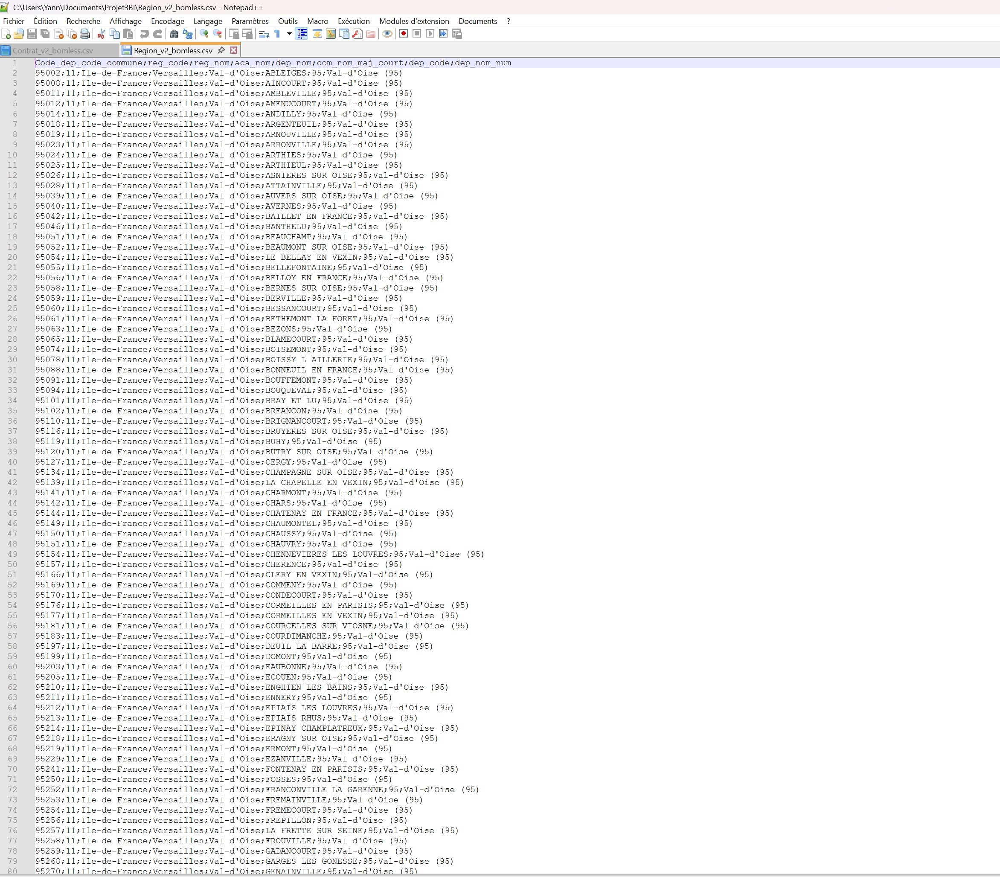 C:\Users\Yann\Documents\Projet3BI\Region_v2_bomless.csv - Notepad++
Fichier Édition Recherche Affichage Encodage Langage Paramètres Outils Macro Exécution Modules d'extension Documents ?
Contrat_v2_bomless.csv Region_v2_bomless.csv
1 Code_dep_code_commune;reg_code;reg_nom;aca_nom;dep_nom;com_nom_maj_court;dep_code;dep_nom_num
2 95002;11;Ile-de-France;Versailles;Val-d'Oise;ABLEIGES;95;Val-d'Oise (95)
3 95008;11;Ile-de-France;Versailles;Val-d'Oise;AINCOURT;95;Val-d'Oise (95)
4 95011;11;Ile-de-France;Versailles;Val-d'Oise;AMBLEVILLE;95;Val-d'Oise (95)
5 95012;11;Ile-de-France;Versailles;Val-d'Oise;AMENUCOURT;95;Val-d'Oise (95)
6 95014;11;Ile-de-France;Versailles;Val-d'Oise;ANDILLY;95;Val-d'Oise (95)
7 95018;11;Ile-de-France;Versailles;Val-d'Oise;ARGENTEUIL;95;Val-d'Oise (95)
8 95019;11;Ile-de-France;Versailles;Val-d'Oise;ARNOUVILLE;95;Val-d'Oise (95)
9 95023;11;Ile-de-France;Versailles;Val-d'Oise;ARRONVILLE;95;Val-d'Oise (95)
10 95024;11;Ile-de-France;Versailles;Val-d'Oise;ARTHIES;95;Val-d'Oise (95)
11 95025;11;Ile-de-France;Versailles;Val-d'Oise;ARTHIEUL;95;Val-d'Oise (95)
12 95026;11;Ile-de-France;Versailles;Val-d'Oise;ASNIERES SUR OISE;95;Val-d'Oise (95)
13 95028;11;Ile-de-France;Versailles;Val-d'Oise;ATTAINVILLE;95;Val-d'Oise (95)
14 95039;11;Ile-de-France;Versailles;Val-d'Oise;AUVERS SUR OISE;95;Val-d'Oise (95)
15 95040;11;Ile-de-France;Versailles;Val-d'Oise;AVERNES;95;Val-d'Oise (95)
16 95042;11;Ile-de-France;Versailles;Val-d'Oise;BAILLET EN FRANCE;95;Val-d'Oise (95)
17 95046;11;Ile-de-France;Versailles;Val-d'Oise;BANTHELU;95;Val-d'Oise (95)
18 95051;11;Ile-de-France;Versailles;Val-d'Oise;BEAUCHAMP;95;Val-d'Oise (95)
19 95052;11;Ile-de-France;Versailles;Val-d'Oise;BEAUMONT SUR OISE;95;Val-d'Oise (95)
20 95054;11;Ile-de-France;Versailles;Val-d'Oise;LE BELLAY EN VEXIN;95;Val-d'Oise (95)
21 95055;11;Ile-de-France;Versailles;Val-d'Oise;BELLEFONTAINE;95;Val-d'Oise (95)
22 95056;11;Ile-de-France;Versailles;Val-d'Oise;BELLOY EN FRANCE;95;Val-d'Oise (95)
23 95058;11;Ile-de-France;Versailles;Val-d'Oise;BERNES SUR OISE;95;Val-d'Oise (95)
24 95059;11;Ile-de-France;Versailles;Val-d'Oise;BERVILLE;95;Val-d'Oise (95)
25 95060;11;Ile-de-France;Versailles;Val-d'Oise;BESSANCOURT;95;Val-d'Oise (95)
26 95061;11;Ile-de-France;Versailles;Val-d'Oise;BETHEMONT LA FORET;95;Val-d'Oise (95)
27 95063;11;Ile-de-France;Versailles;Val-d'Oise;BEZONS;95;Val-d'Oise (95)
28 95065;11;Ile-de-France;Versailles;Val-d'Oise;BLAMECOURT;95;Val-d'Oise (95)
29 95074;11;Ile-de-France;Versailles;Val-d'Oise;BOISEMONT;95;Val-d'Oise (95)
30 95078;11;Ile-de-France;Versailles;Val-d'Oise;BOISSY L AILLERIE;95;Val-d'Oise (95)
31 95088;11;Ile-de-France;Versailles;Val-d'Oise;BONNEUIL EN FRANCE;95;Val-d'Oise (95)
32 95091;11;Ile-de-France;Versailles;Val-d'Oise;BOUFFEMONT;95;Val-d'Oise (95)
33 95094;11;Ile-de-France;Versailles;Val-d'Oise;BOUQUEVAL;95;Val-d'Oise (95)
34 95101;11;Ile-de-France;Versailles;Val-d'Oise;BRAY ET LU;95;Val-d'Oise (95)
35 95102;11;Ile-de-France;Versailles;Val-d'Oise;BREANCON;95;Val-d'Oise (95)
36 95110;11;Ile-de-France;Versailles;Val-d'Oise;BRIGNANCOURT;95;Val-d'Oise (95)
37 95116;11;Ile-de-France;Versailles;Val-d'Oise;BRUYERES SUR OISE;95;Val-d'Oise (95)
38 95119;11;Ile-de-France;Versailles;Val-d'Oise;BUHY;95;Val-d'Oise (95)
39 95120;11;Ile-de-France;Versailles;Val-d'Oise;BUTRY SUR OISE;95;Val-d'Oise (95)
40 95127;11;Ile-de-France;Versailles;Val-d'Oise;CERGY;95;Val-d'Oise (95)
41 95134;11;Ile-de-France;Versailles;Val-d'Oise;CHAMPAGNE SUR OISE;95;Val-d'Oise (95)
42 95139;11;Ile-de-France;Versailles;Val-d'Oise;LA CHAPELLE EN VEXIN;95;Val-d'Oise (95)
43 95141;11;Ile-de-France;Versailles;Val-d'Oise;CHARMONT;95;Val-d'Oise (95)
44 95142;11;Ile-de-France;Versailles;Val-d'Oise;CHARS;95;Val-d'Oise (95)
45 95144;11;Ile-de-France;Versailles;Val-d'Oise;CHATENAY EN FRANCE;95;Val-d'Oise (95)
46 95149;11;Ile-de-France;Versailles;Val-d'Oise;CHAUMONTEL;95;Val-d'Oise (95)
47 95150;11;Ile-de-France;Versailles;Val-d'Oise;CHAUSSY;95;Val-d'Oise (95)
48 95151;11;Ile-de-France;Versailles;Val-d'Oise;CHAUVRY;95;Val-d'Oise (95)
49 95154;11;Ile-de-France;Versailles;Val-d'Oise;CHENNEVIERES LES LOUVRES;95;Val-d'Oise (95)
50 95157;11;Ile-de-France;Versailles;Val-d'Oise;CHERENCE;95;Val-d'Oise (95)
51 95166;11;Ile-de-France;Versailles;Val-d'Oise;CLERY EN VEXIN;95;Val-d'Oise (95)
52 95169;11;Ile-de-France;Versailles;Val-d'Oise;COMMENY;95;Val-d'Oise (95)
53 95170;11;Ile-de-France;Versailles;Val-d'Oise;CONDECOURT;95;Val-d'Oise (95)
54 95176;11;Ile-de-France;Versailles;Val-d'Oise;CORMEILLES EN PARISIS;95;Val-d'Oise (95)
55 95177;11;Ile-de-France;Versailles;Val-d'Oise;CORMEILLES EN VEXIN;95;Val-d'Oise (95)
56 95181;11;Ile-de-France;Versailles;Val-d'Oise;COURCELLES SUR VIOSNE;95;Val-d'Oise (95)
57 95183;11;Ile-de-France;Versailles;Val-d'Oise;COURDIMANCHE;95;Val-d'Oise (95)
58 95197;11;Ile-de-France;Versailles;Val-d'Oise;DEUIL LA BARRE;95;Val-d'Oise (95)
59 95199;11;Ile-de-France;Versailles;Val-d'Oise;DOMONT;95;Val-d'Oise (95)
60 95203;11;Ile-de-France;Versailles;Val-d'Oise;EAUBONNE;95;Val-d'Oise (95)
61 95205;11;Ile-de-France;Versailles;Val-d'Oise;ECOUEN;95;Val-d'Oise (95)
62 95210;11;Ile-de-France;Versailles;Val-d'Oise;ENGHIEN LES BAINS;95;Val-d'Oise (95)
63 95211;11;Ile-de-France;Versailles;Val-d'Oise;ENNERY;95;Val-d'Oise (95)
64 95212;11;Ile-de-France;Versailles;Val-d'Oise;EPIAIS LES LOUVRES;95;Val-d'Oise (95)
65 95213;11;Ile-de-France;Versailles;Val-d'Oise;EPIAIS RHUS;95;Val-d'Oise (95)
66 95214;11;Ile-de-France;Versailles;Val-d'Oise;EPINAY CHAMPLATREUX;95;Val-d'Oise (95)
67 95218;11;Ile-de-France;Versailles;Val-d'Oise;ERAGNY SUR OISE;95;Val-d'Oise (95)
68 95219;11;Ile-de-France;Versailles;Val-d'Oise;ERMONT;95;Val-d'Oise (95)
69 95229;11;Ile-de-France;Versailles;Val-d'Oise;EZANVILLE;95;Val-d'Oise (95)
70 95241;11;Ile-de-France;Versailles;Val-d'Oise;FONTENAY EN PARISIS;95;Val-d'Oise (95)
71 95250;11;Ile-de-France;Versailles;Val-d'Oise;FOSSES;95;Val-d'Oise (95)
72 95252;11;Ile-de-France;Versailles;Val-d'Oise;FRANCONVILLE LA GARENNE;95;Val-d'Oise (95)
73 95253;11;Ile-de-France;Versailles;Val-d'Oise;FREMAINVILLE;95;Val-d'Oise (95)
74 95254;11;Ile-de-France;Versailles;Val-d'Oise;FREMECOURT;95;Val-d'Oise (95)
75 95256;11;Ile-de-France;Versailles;Val-d'Oise;FREPILLON;95;Val-d'Oise (95)
76 95257;11;Ile-de-France;Versailles;Val-d'Oise;LA FRETTE SUR SEINE;95;Val-d'Oise (95)
77 95258;11;Ile-de-France;Versailles;Val-d'Oise;FROUVILLE;95;Val-d'Oise (95)
78 95259;11;Ile-de-France;Versailles;Val-d'Oise;GADANCOURT;95;Val-d'Oise (95)
79 95268;11;Ile-de-France;Versailles;Val-d'Oise;GARGES LES GONESSE;95;Val-d'Oise (95)
80 95270;11;Ile-de-France;Versailles;Val-d'Oise;GENAINVILLE;95;Val-d'Oise (95)